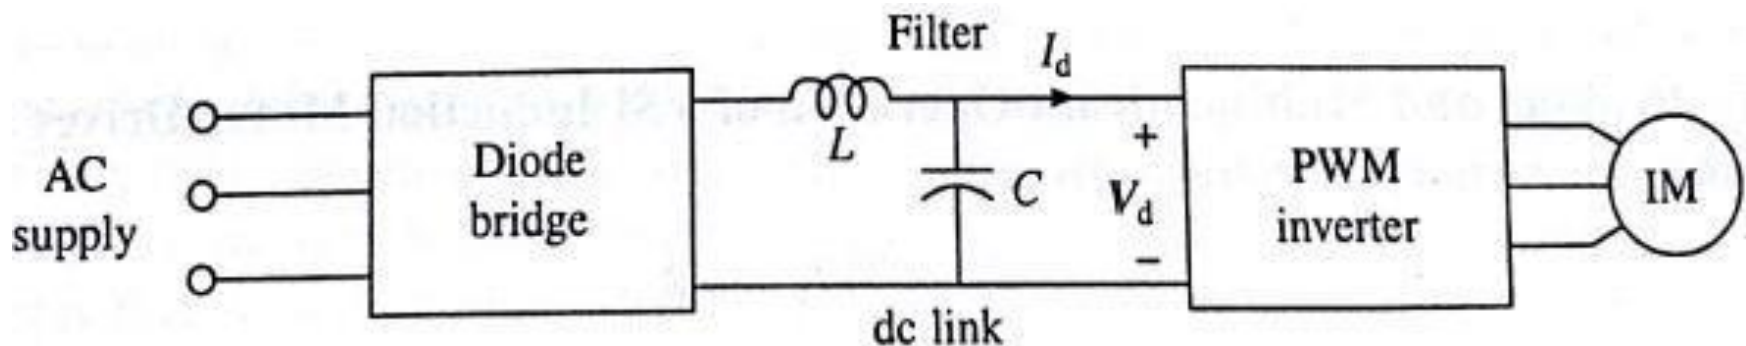 Filter
I_d
AC
supply
Diode
bridge
L
C
+
V_d
−
PWM
inverter
IM
dc link